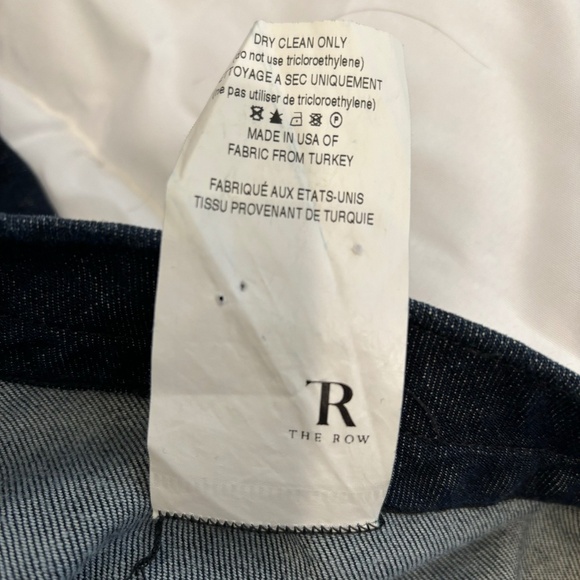 DRY CLEAN ONLY
not use tricloroethylene)
TOYAGE A SEC UNIQUEMENT
pas utiliser de tricloroethylene)
MADE IN USA OF
FABRIC FROM TURKEY
FABRIQUÉ AUX ETATS-UNIS
TISSU PROVENANT DE TURQUIE
TR
THE ROW